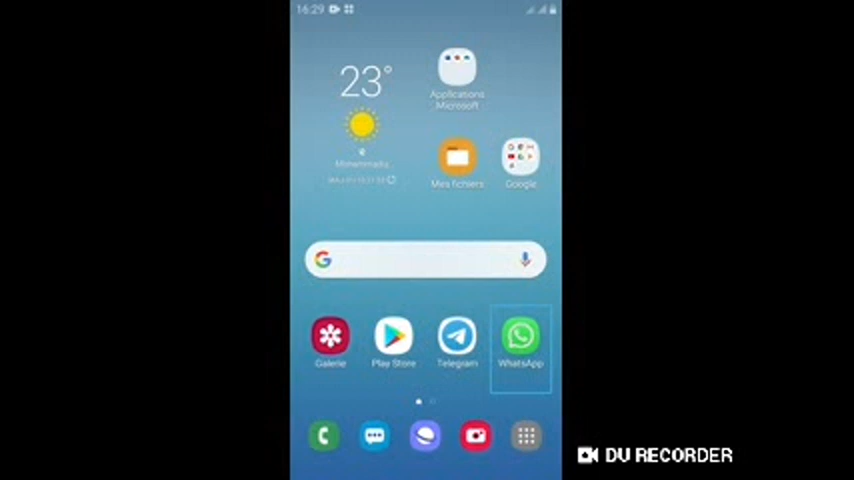 16:29
23°
Applications
Microsoft
Mes fichiers
Google
Galerie
Play Store
Telegram
WhatsApp
DU RECORDER